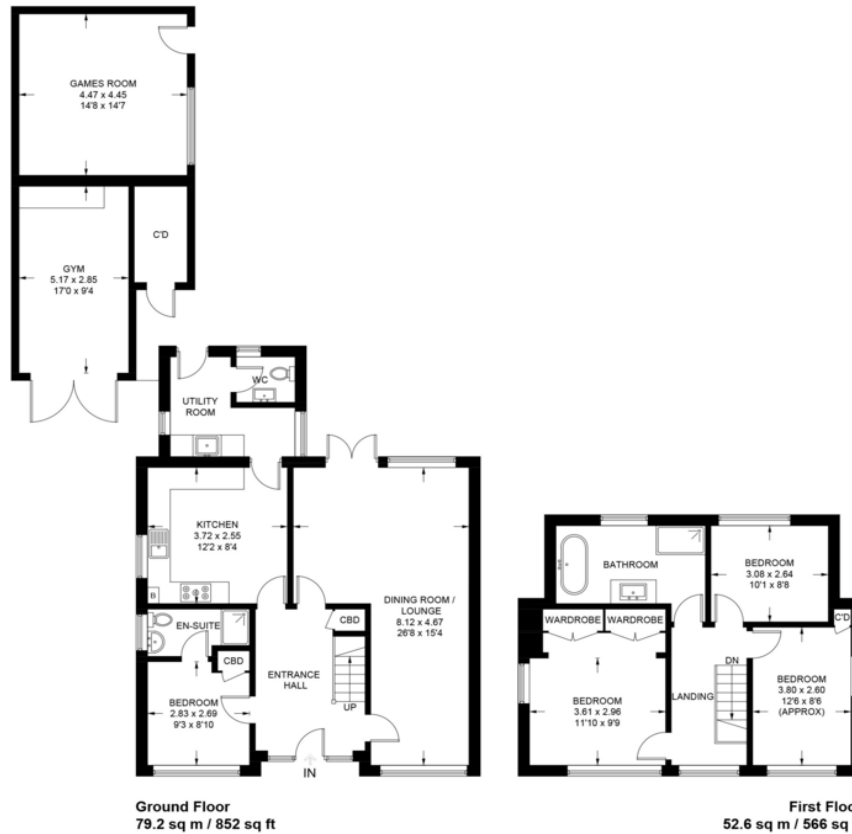 GAMES ROOM
4.47 x 4.45
14'8 x 14'7
C'D
GYM
5.17 x 2.85
17'0 x 9'4
WC
UTILITY
ROOM
KITCHEN
3.72 x 2.55
12'2 x 8'4
B
DINING ROOM /
LOUNGE
8.12 x 4.67
26'8 x 15'4
EN-SUITE
CBD
CBD
ENTRANCE
HALL
BEDROOM
2.83 x 2.69
9'3 x 8'10
UP
IN
Ground Floor
79.2 sq m / 852 sq ft
BATHROOM
BEDROOM
3.08 x 2.64
10'1 x 8'8
WARDROBE
WARDROBE
C'D
DN
BEDROOM
3.61 x 2.96
11'10 x 9'9
LANDING
BEDROOM
3.80 x 2.60
12'6 x 8'6
(APPROX)
First Floo
52.6 sq m / 566 sq